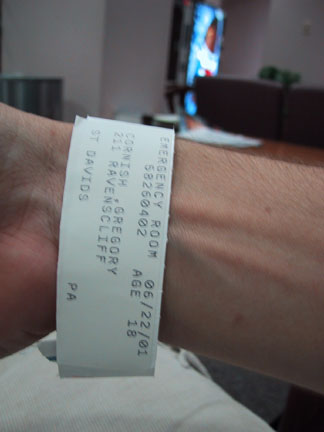 EMERGENCY ROOM 06/22/01
58260402 AGE 18
CORNISH ,GREGORY
211 RAVENSCLIFF
ST DAVIDS PA